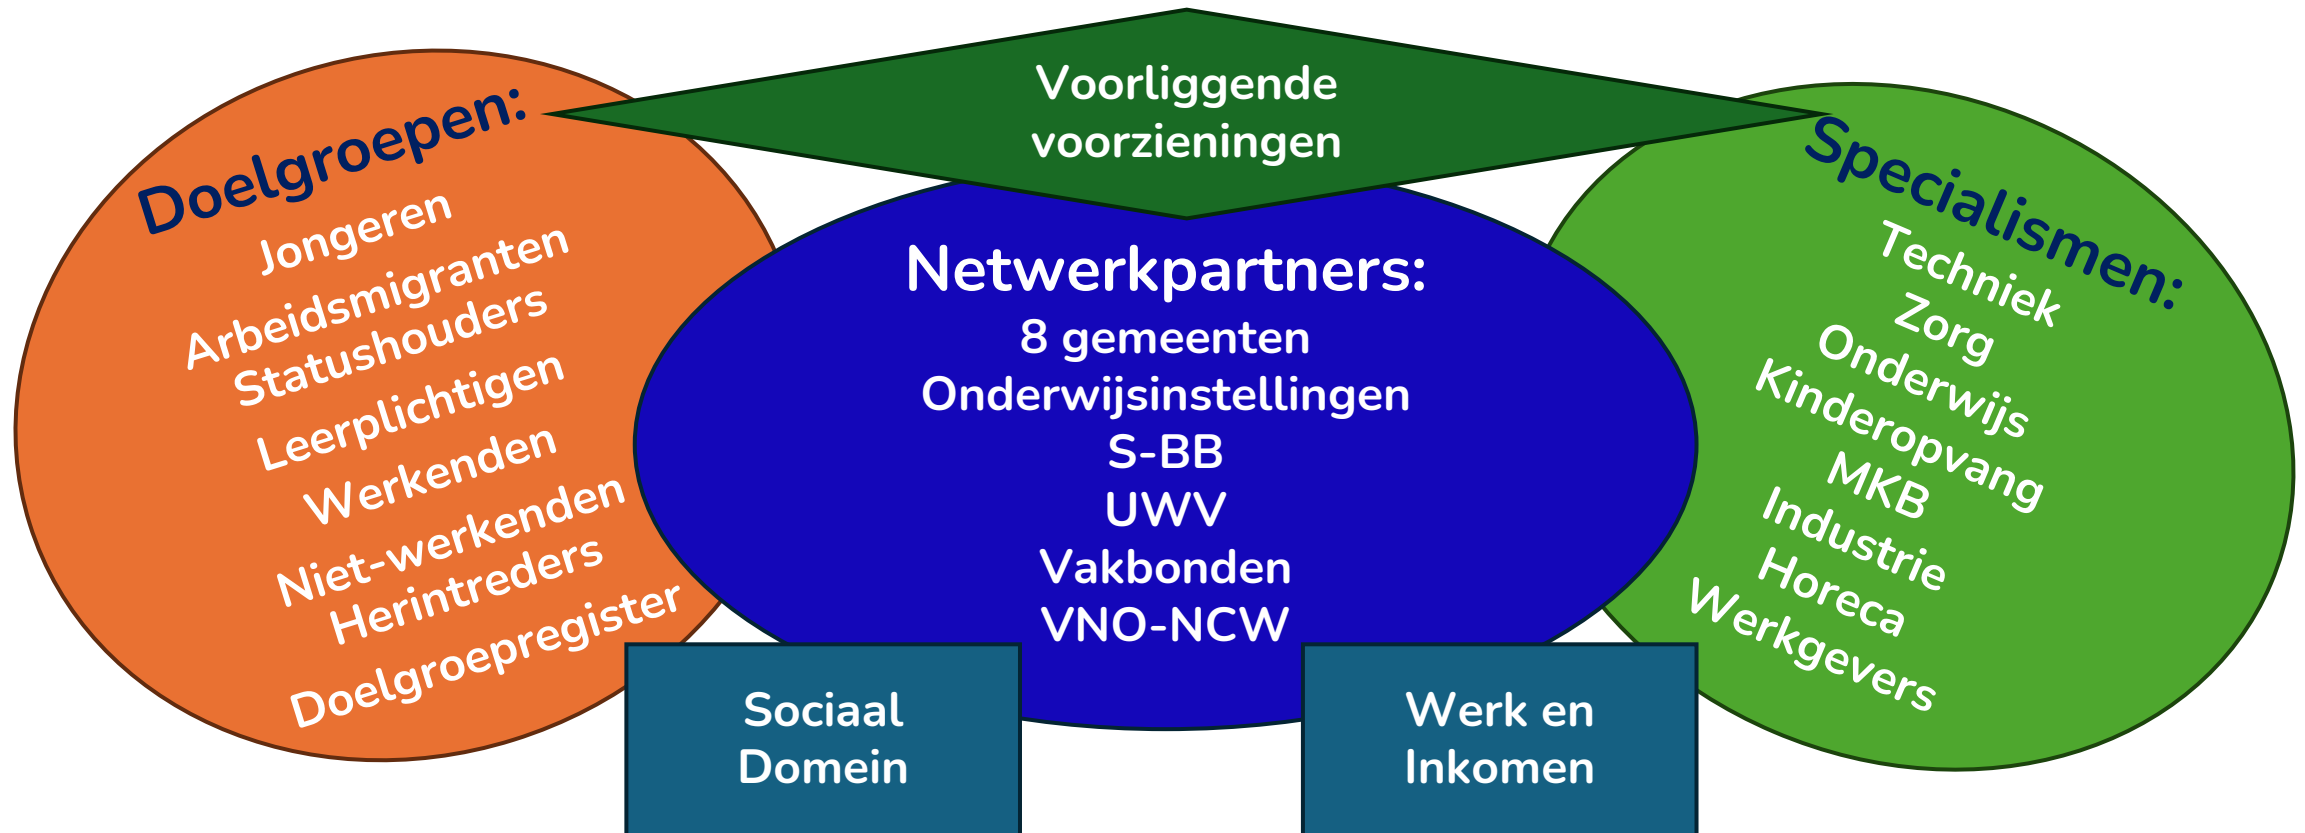 Voorliggende
voorzieningen
Doelgroepen:
Jongeren
Arbeidsmigranten
Statushouders
Leerplichtigen
Werkenden
Niet-werkenden
Herintreders
Doelgroepregister
Netwerkpartners:
8 gemeenten
Onderwijsinstellingen
S-BB
UWV
Vakbonden
VNO-NCW
Specialismen:
Techniek
Zorg
Onderwijs
Kinderopvang
MKB
Industrie
Horeca
Werkgevers
Sociaal
Domein
Werk en
Inkomen